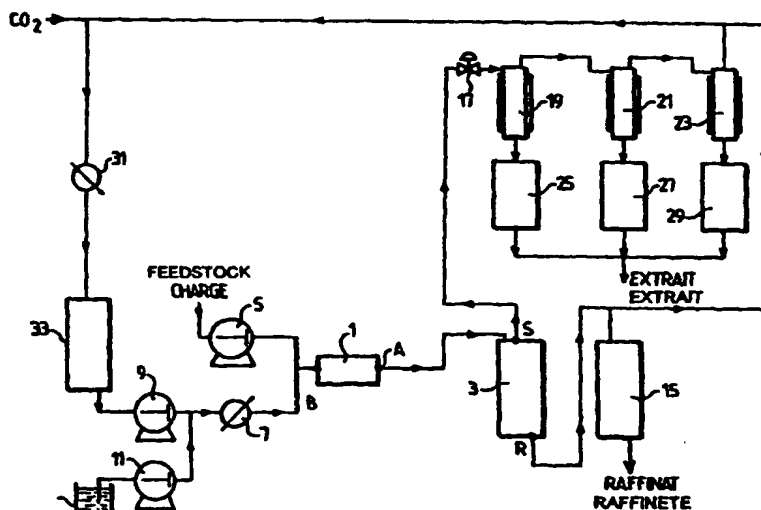 CO2
17
19
21
23
31
25
27
29
FEEDSTOCK
CHARGE
EXTRAIT
EXTRAIT
5
33
1
A
S
9
3
15
B
7
R
11
RAFFINAT
RAFFINETE